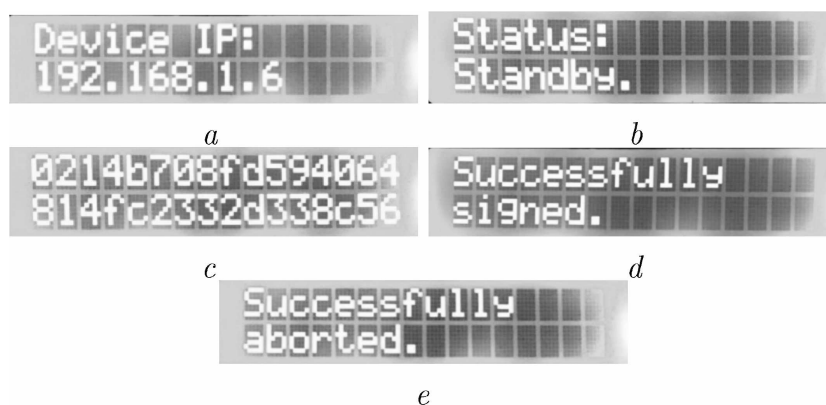 Device IP:
192.168.1.6
a
Status:
Standby.
b
0214b708fd594064
814fc2332d338c56
c
Successfully
signed.
d
Successfully
aborted.
e